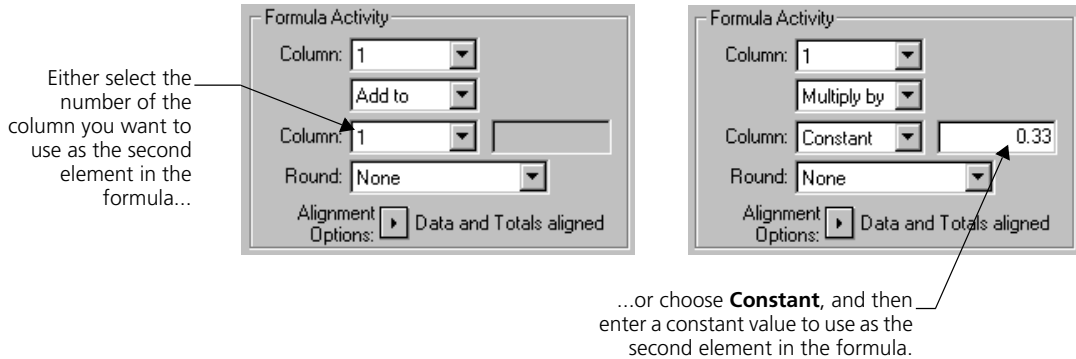 Formula Activity
Column: 1
Add to
Column: 1
Round: None
Alignment
Options: Data and Totals aligned
Either select the
number of the
column you want to
use as the second
element in the
formula...
Formula Activity
Column: 1
Multiply by
Column: Constant 0.33
Round: None
Alignment
Options: Data and Totals aligned
...or choose Constant, and then
enter a constant value to use as the
second element in the formula.